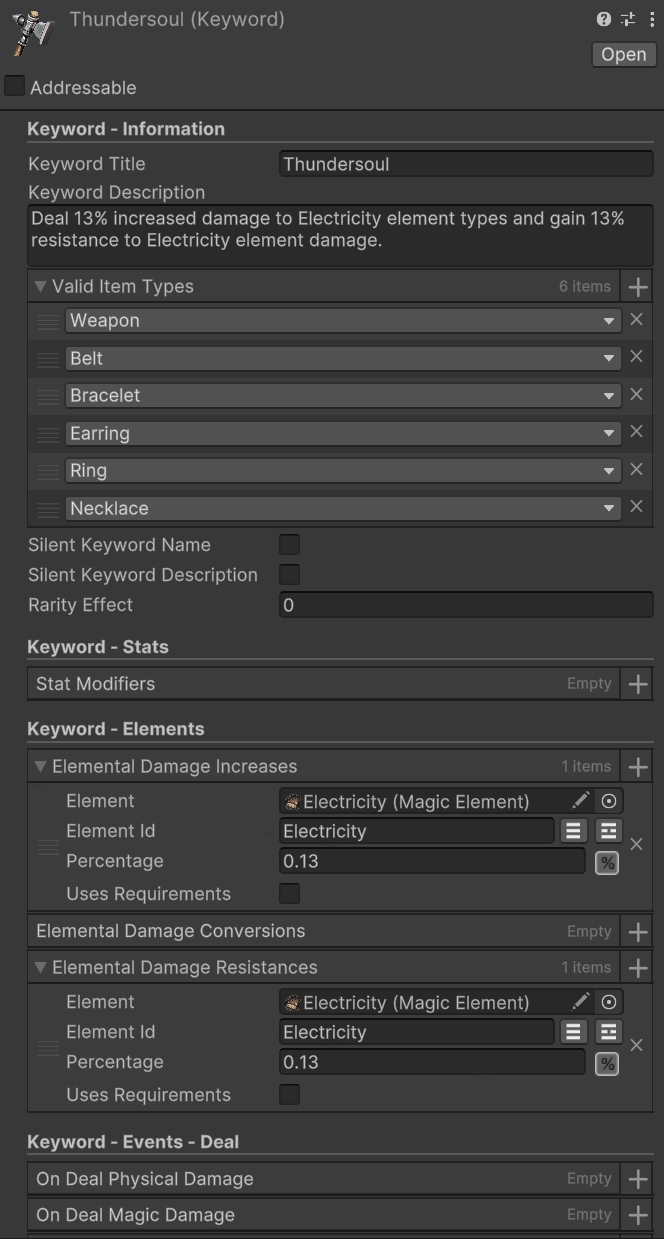 Thundersoul (Keyword)
Open
Addressable
Keyword - Information
Keyword Title
Thundersoul
Keyword Description
Deal 13% increased damage to Electricity element types and gain 13%
resistance to Electricity element damage.
Valid Item Types 6 items
Weapon
Belt
Bracelet
Earring
Ring
Necklace
Silent Keyword Name
Silent Keyword Description
Rarity Effect 0
Keyword - Stats
Stat Modifiers Empty
Keyword - Elements
Elemental Damage Increases 1 items
Element Electricity (Magic Element)
Element Id Electricity
Percentage 0.13 %
Uses Requirements
Elemental Damage Conversions Empty
Elemental Damage Resistances 1 items
Element Electricity (Magic Element)
Element Id Electricity
Percentage 0.13 %
Uses Requirements
Keyword - Events - Deal
On Deal Physical Damage Empty
On Deal Magic Damage Empty